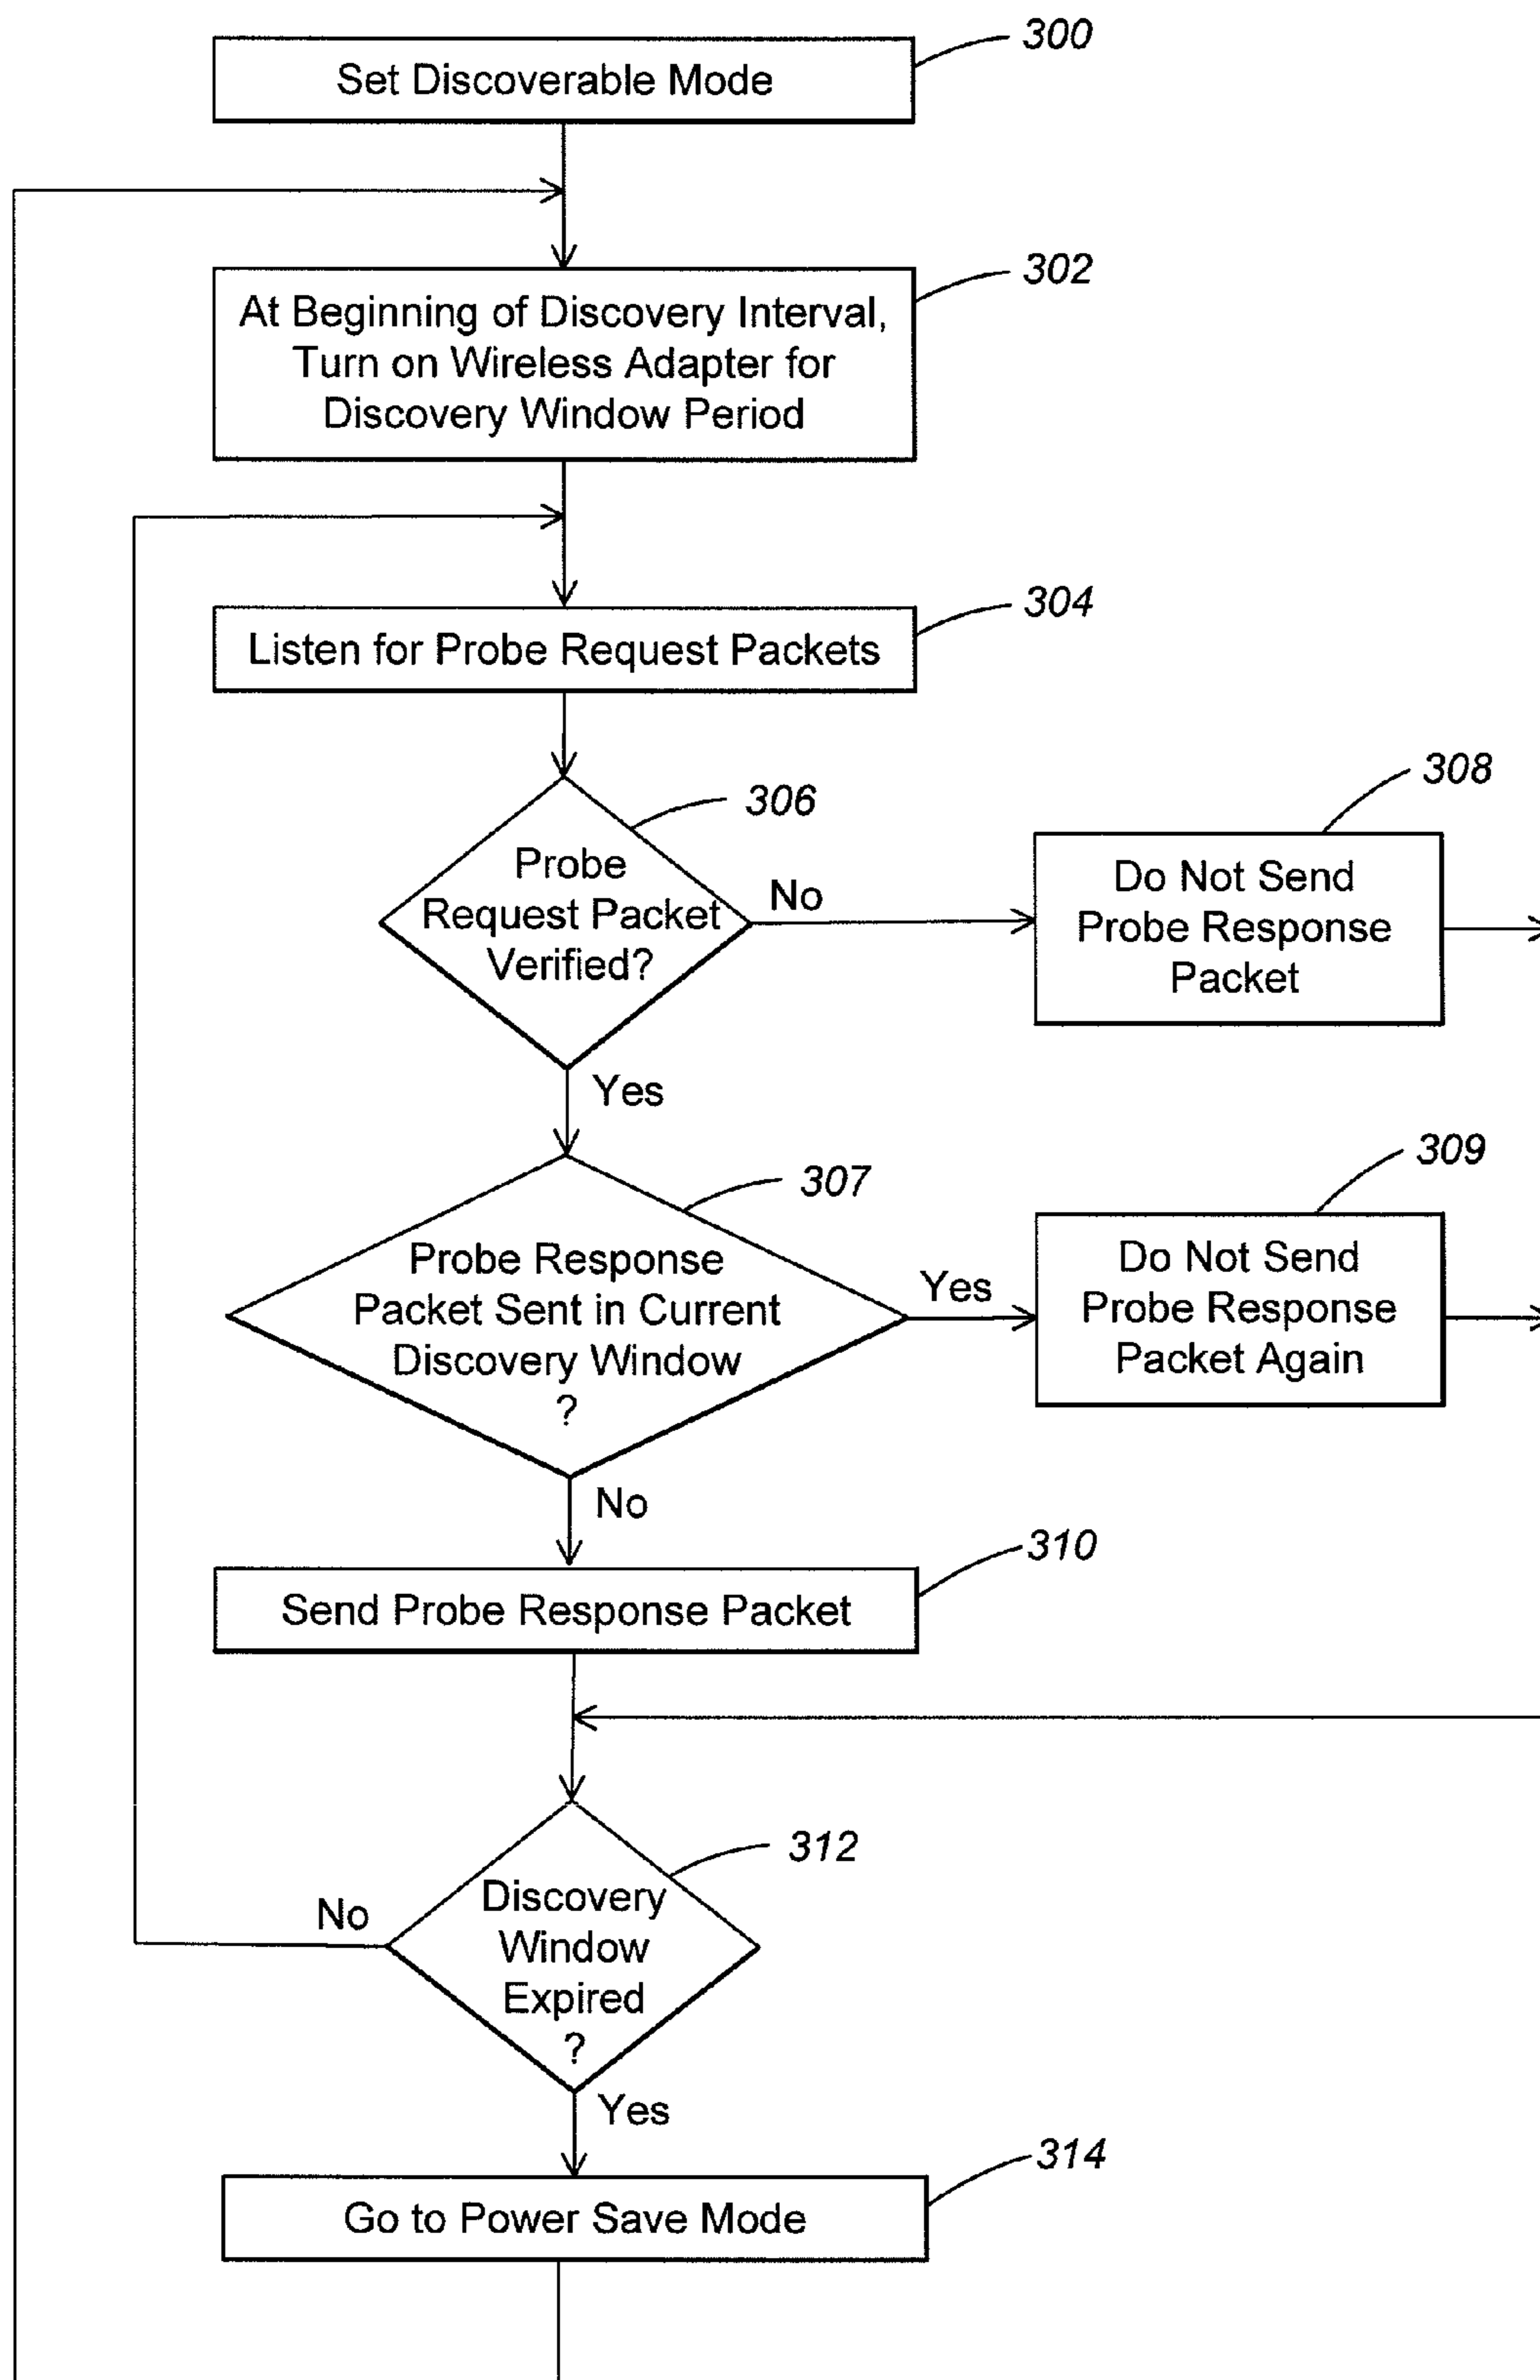 300
Set Discoverable Mode
302
At Beginning of Discovery Interval,
Turn on Wireless Adapter for
Discovery Window Period
304
Listen for Probe Request Packets
306
Probe
Request Packet
Verified?
No
308
Do Not Send
Probe Response
Packet
Yes
307
Probe Response
Packet Sent in Current
Discovery Window
?
Yes
309
Do Not Send
Probe Response
Packet Again
No
310
Send Probe Response Packet
312
Discovery
Window
Expired
?
No
Yes
314
Go to Power Save Mode